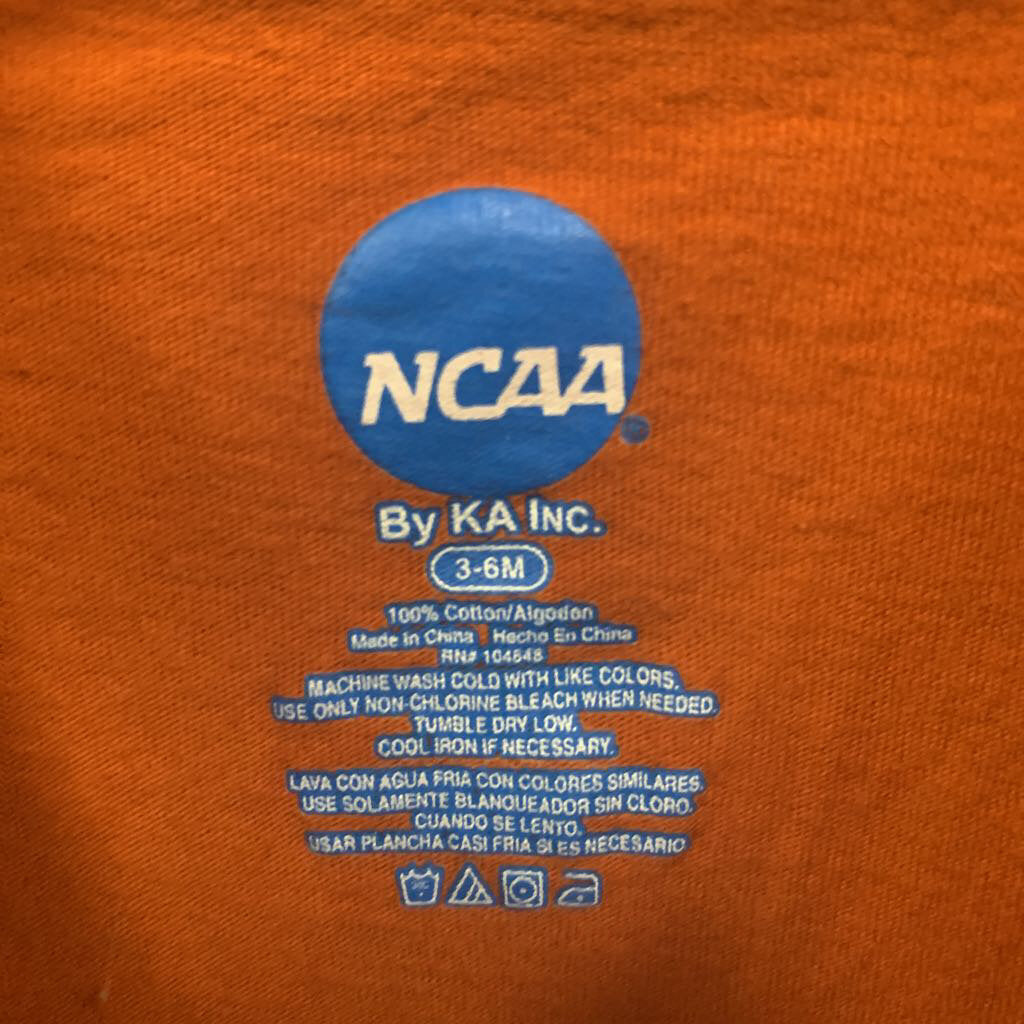 NCAA
By KA INC.
3-6M
100% Cotton/Algodon
Made in China Hecho En China
RN# 104648
MACHINE WASH COLD WITH LIKE COLORS.
USE ONLY NON-CHLORINE BLEACH WHEN NEEDED.
TUMBLE DRY LOW.
COOL IRON IF NECESSARY.
LAVA CON AGUA FRIA CON COLORES SIMILARES.
USE SOLAMENTE BLANQUEADOR SIN CLORO.
CUANDO SE LENTO.
USAR PLANCHA CASI FRIA SI ES NECESARIO